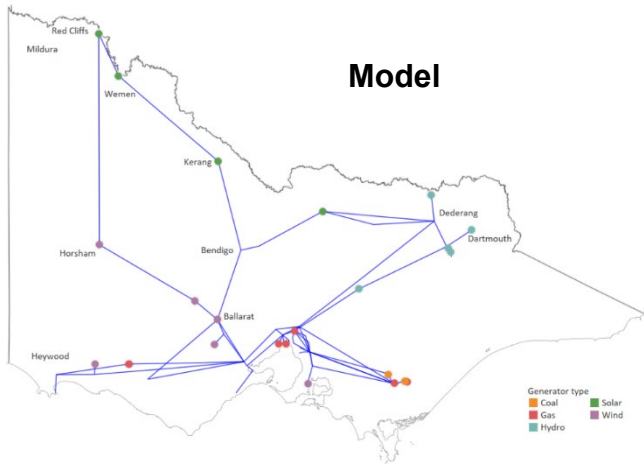 Model
Red Cliffs
Mildura
Wemen
Kerang
Dederang
Dartmouth
Horsham
Bendigo
Ballarat
Heywood
Generator type
Coal
Solar
Gas
Wind
Hydro